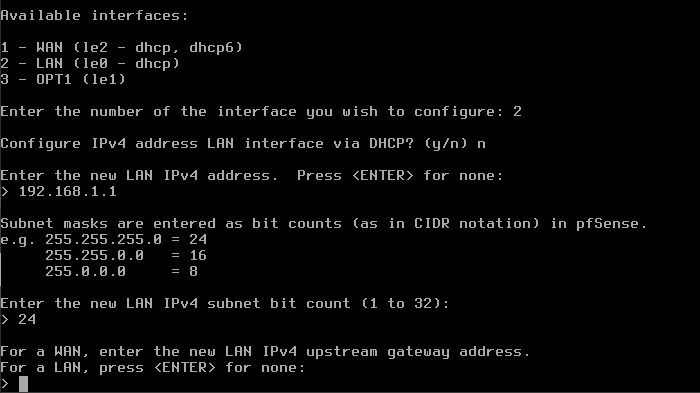 Available interfaces:
1 - WAN (le2 - dhcp, dhcp6)
2 - LAN (le0 - dhcp)
3 - OPT1 (le1)
Enter the number of the interface you wish to configure: 2
Configure IPv4 address LAN interface via DHCP? (y/n) n
Enter the new LAN IPv4 address.  Press <ENTER> for none:
> 192.168.1.1
Subnet masks are entered as bit counts (as in CIDR notation) in pfSense.
e.g. 255.255.255.0 = 24
     255.255.0.0   = 16
     255.0.0.0     = 8
Enter the new LAN IPv4 subnet bit count (1 to 32):
> 24
For a WAN, enter the new LAN IPv4 upstream gateway address.
For a LAN, press <ENTER> for none:
>